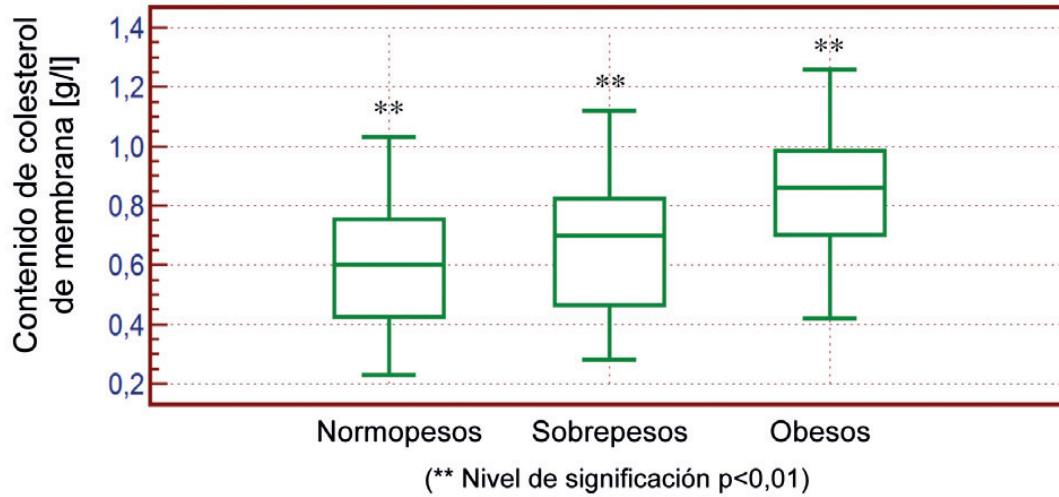 Contenido de colesterol
de membrana [g/l]
1,4
1,2
1,0
0,8
0,6
0,4
0,2
**
**
**
Normopesos
Sobrepesos
Obesos
(** Nivel de significación p<0,01)